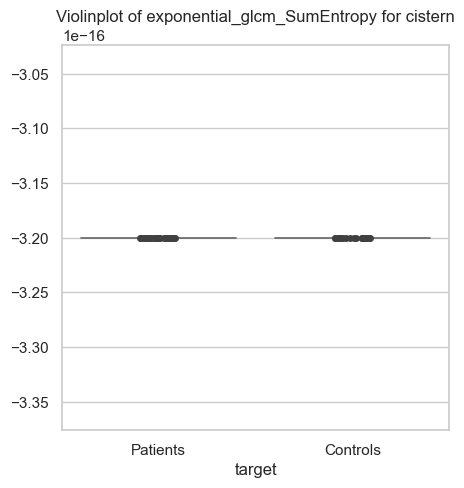 Violinplot of exponential_glcm_SumEntropy for cistern
1e−16
−3.05
−3.10
−3.15
−3.20
−3.25
−3.30
−3.35
Patients Controls
target